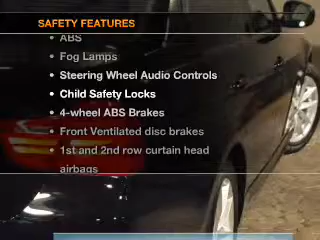 SAFETY FEATURES
• ABS
• Fog Lamps
• Steering Wheel Audio Controls
• Child Safety Locks
• 4-wheel ABS Brakes
• Front Ventilated disc brakes
• 1st and 2nd row curtain head
airbags